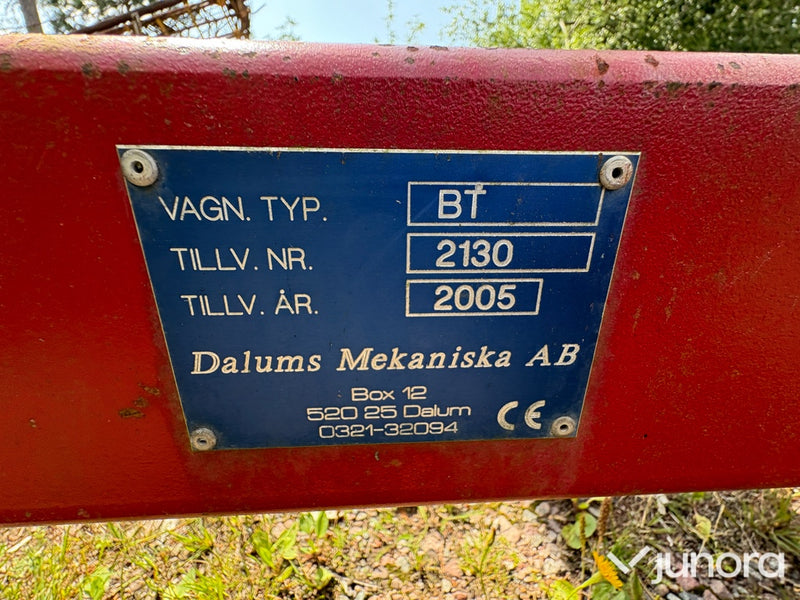 VAGN. TYP. BT
TILLV. NR. 2130
TILLV. ÅR. 2005
Dalums Mekaniska AB
Box 12
520 25 Dalum
0321-32094
CE
junora